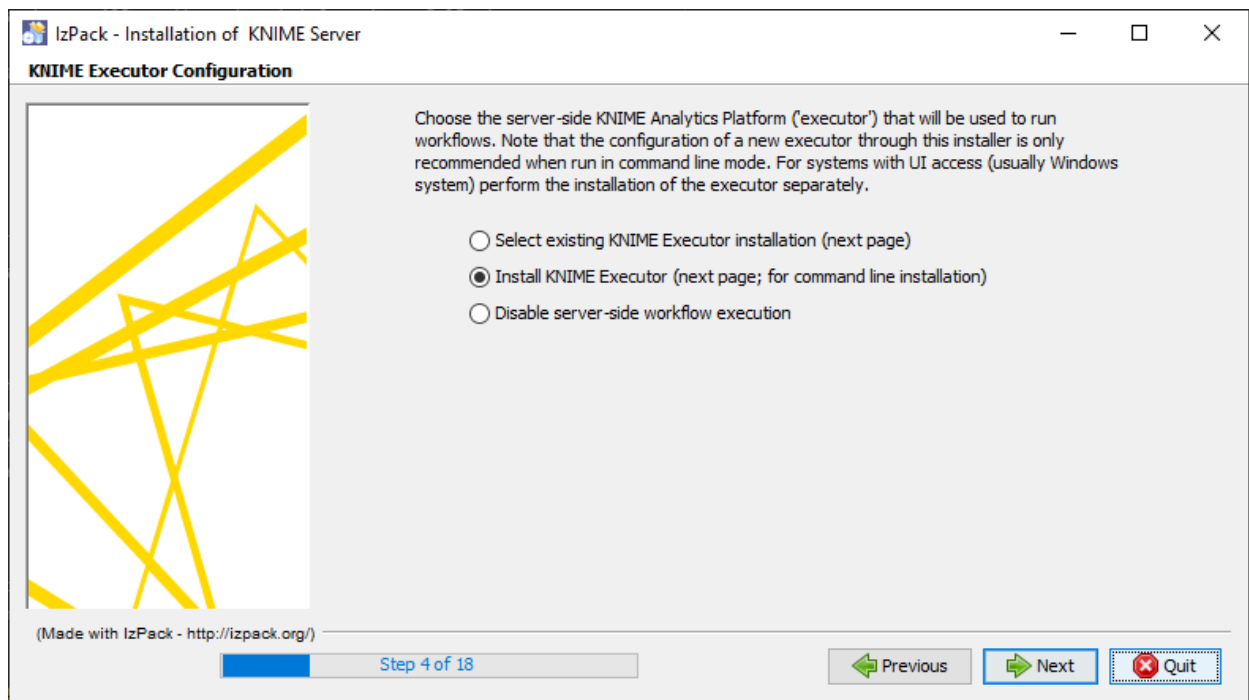 IzPack - Installation of  KNIME Server
KNIME Executor Configuration
Choose the server-side KNIME Analytics Platform ('executor') that will be used to run
workflows. Note that the configuration of a new executor through this installer is only
recommended when run in command line mode. For systems with UI access (usually Windows
system) perform the installation of the executor separately.
Select existing KNIME Executor installation (next page)
Install KNIME Executor (next page; for command line installation)
Disable server-side workflow execution
(Made with IzPack - http://izpack.org/)
Step 4 of 18
Previous
Next
Quit